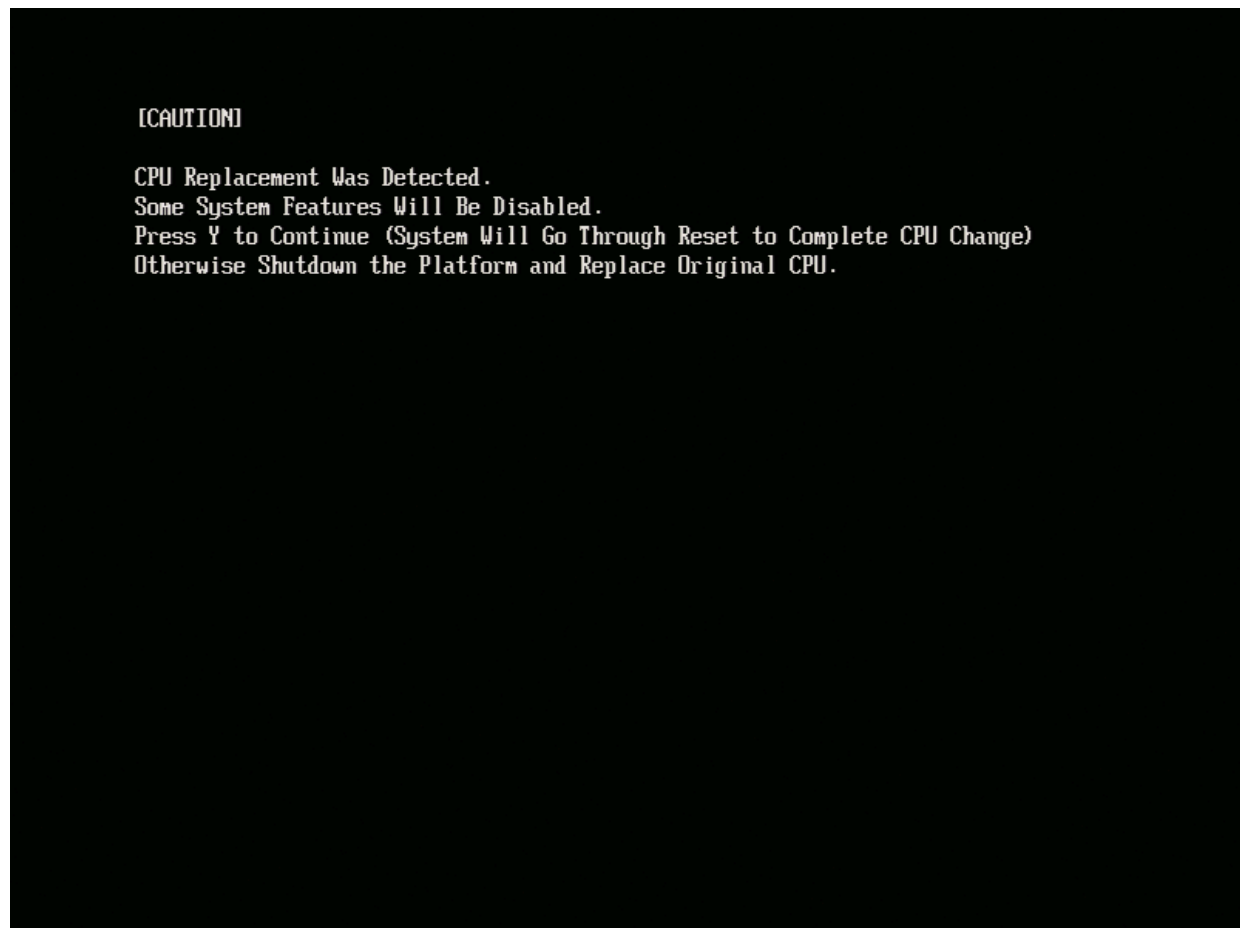 [CAUTION]
CPU Replacement Was Detected.
Some System Features Will Be Disabled.
Press Y to Continue (System Will Go Through Reset to Complete CPU Change)
Otherwise Shutdown the Platform and Replace Original CPU.